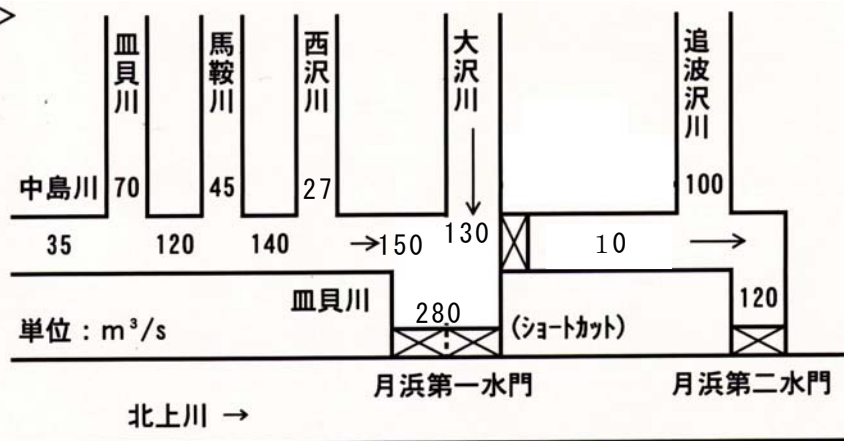 皿貝川
馬鞍川
西沢川
大沢川
追波沢川
中島川
70
45
27
100
35
120
140
→150
130
10
120
皿貝川
280
単位：m³/s
(ショートカット)
月浜第一水門
月浜第二水門
北上川 →